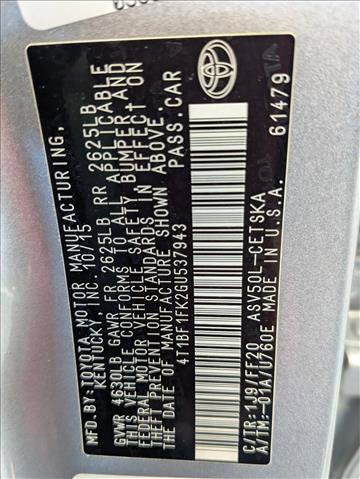 MFD.BY:TOYOTA MOTOR MANUFACTURING,
KENTUCKY, INC. 10/15
GVWR 4630LB GAWR FR 2625LB RR 2625LB
THIS VEHICLE CONFORMS TO ALL APPLICABLE
FEDERAL MOTOR VEHICLE SAFETY, BUMPER, AND
THEFT PREVENTION STANDARDS IN EFFECT ON
THE DATE OF MANUFACTURE SHOWN ABOVE.
4T1BF1FK2GU537943 PASS.CAR
C/TR:1J9/FF20 ASV50L-CETSKA 61479
A/TM:-01A/U760E U.S.A.